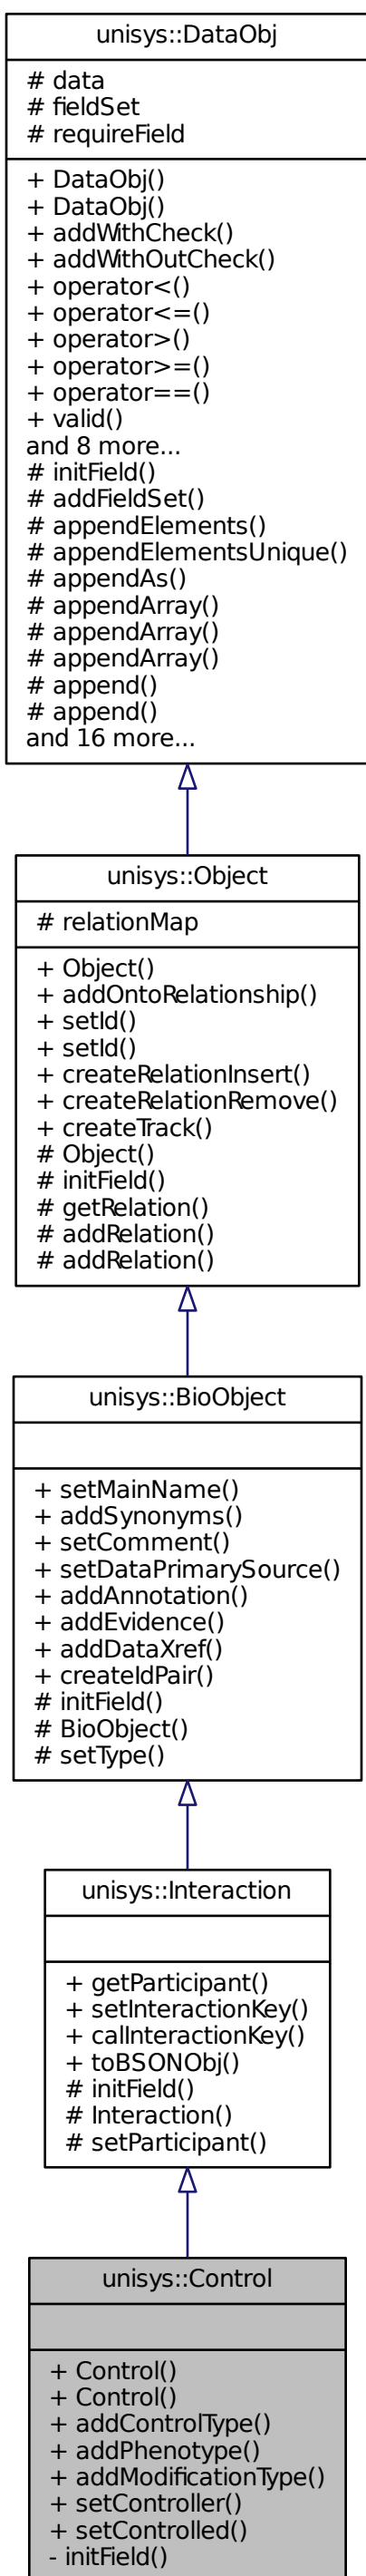 unisys::DataObj
# data
# fieldSet
# requireField
+ DataObj()
+ DataObj()
+ addWithCheck()
+ addWithOutCheck()
+ operator<()
+ operator<=()
+ operator>()
+ operator>=()
+ operator==()
+ valid()
and 8 more...
# initField()
# addFieldSet()
# appendElements()
# appendElementsUnique()
# appendAs()
# appendArray()
# appendArray()
# appendArray()
# append()
# append()
and 16 more...
unisys::Object
# relationMap
+ Object()
+ addOntoRelationship()
+ setId()
+ setId()
+ createRelationInsert()
+ createRelationRemove()
+ createTrack()
# Object()
# initField()
# getRelation()
# addRelation()
# addRelation()
unisys::BioObject
+ setMainName()
+ addSynonyms()
+ setComment()
+ setDataPrimarySource()
+ addAnnotation()
+ addEvidence()
+ addDataXref()
+ createIdPair()
# initField()
# BioObject()
# setType()
unisys::Interaction
+ getParticipant()
+ setInteractionKey()
+ calInteractionKey()
+ toBSONObj()
# initField()
# Interaction()
# setParticipant()
unisys::Control
+ Control()
+ Control()
+ addControlType()
+ addPhenotype()
+ addModificationType()
+ setController()
+ setControlled()
- initField()